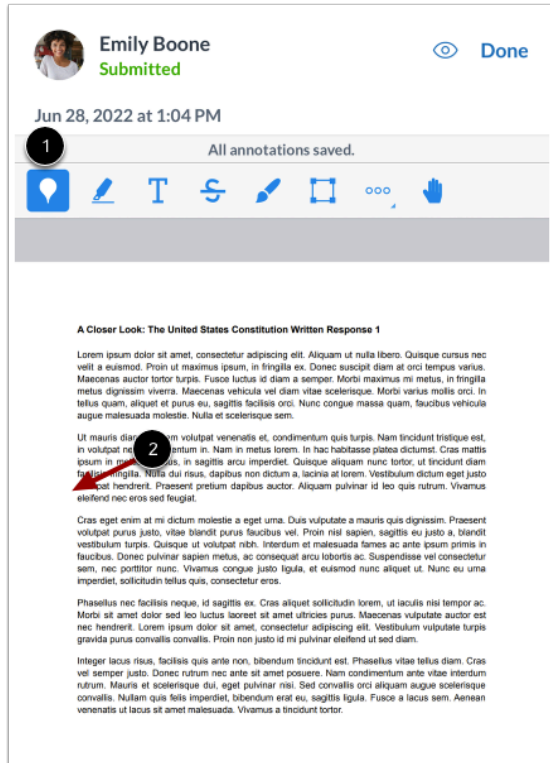 Emily Boone
Submitted
Done
Jun 28, 2022 at 1:04 PM
1
All annotations saved.
T
S
A Closer Look: The United States Constitution Written Response 1
Lorem ipsum dolor sit amet, consectetur adipiscing elit. Aliquam ut nulla libero. Quisque cursus nec
velit a euismod. Proin ut maximus ipsum, in fringilla ex. Donec suscipit diam at orci tempus varius.
Maecenas auctor tortor turpis. Fusce luctus id diam a semper. Morbi maximus mi metus, in fringilla
metus dignissim viverra. Maecenas vehicula vel diam vitae scelerisque. Morbi varius mollis orci. In
tellus quam, aliquet et purus eu, sagittis facilisis orci. Nunc congue massa quam, faucibus vehicula
augue malesuada molestie. Nulla et scelerisque sem.
Ut mauris diam volutpat venenatis et, condimentum quis turpis. Nam tincidunt tristique est,
in volutpat in. Nam in metus lorem. In hac habitasse platea dictumst. Cras mattis
ipsum in in sagittis arcu imperdiet. Quisque aliquam nunc tortor, ut tincidunt diam
fringilla. Nulla dui risus, dapibus non dictum a, lacinia at lorem. Vestibulum dictum eget justo
hendrerit. Praesent pretium dapibus auctor. Aliquam pulvinar id leo quis rutrum. Vivamus
eleifend nec eros sed feugiat.
2
Cras eget enim at mi dictum molestie a eget urna. Duis vulputate a mauris quis dignissim. Praesent
volutpat purus justo, vitae blandit purus faucibus vel. Proin nisl sapien, sagittis eu justo a, blandit
vestibulum turpis. Quisque ut volutpat nibh. Interdum et malesuada fames ac ante ipsum primis in
faucibus. Donec pulvinar sapien metus, ac consequat arcu lobortis ac. Suspendisse vel consectetur
sem, nec porttitor nunc. Vivamus congue justo ligula, et euismod nunc aliquet ut. Nunc eu urna
imperdiet, sollicitudin tellus quis, consectetur eros.
Phasellus nec facilisis neque, id sagittis ex. Cras aliquet sollicitudin lorem, ut iaculis nisi tempor ac.
Morbi sit amet dolor sed leo luctus laoreet sit amet ultricies purus. Maecenas vulputate auctor est
nec hendrerit. Lorem ipsum dolor sit amet, consectetur adipiscing elit. Vestibulum vulputate turpis
gravida purus convallis convallis. Proin non justo id mi pulvinar eleifend ut sed diam.
Integer lacus risus, facilisis quis ante non, bibendum tincidunt est. Phasellus vitae tellus diam. Cras
vel semper justo. Donec rutrum nec ante sit amet posuere. Nam condimentum ante vitae interdum
rutrum. Mauris et scelerisque dui, eget pulvinar nisi. Sed convallis orci aliquam augue scelerisque
convallis. Nullam quis felis imperdiet, bibendum erat eu, sagittis ligula. Fusce a lacus sem. Aenean
venenatis ut lacus sit amet malesuada. Vivamus a tincidunt tortor.